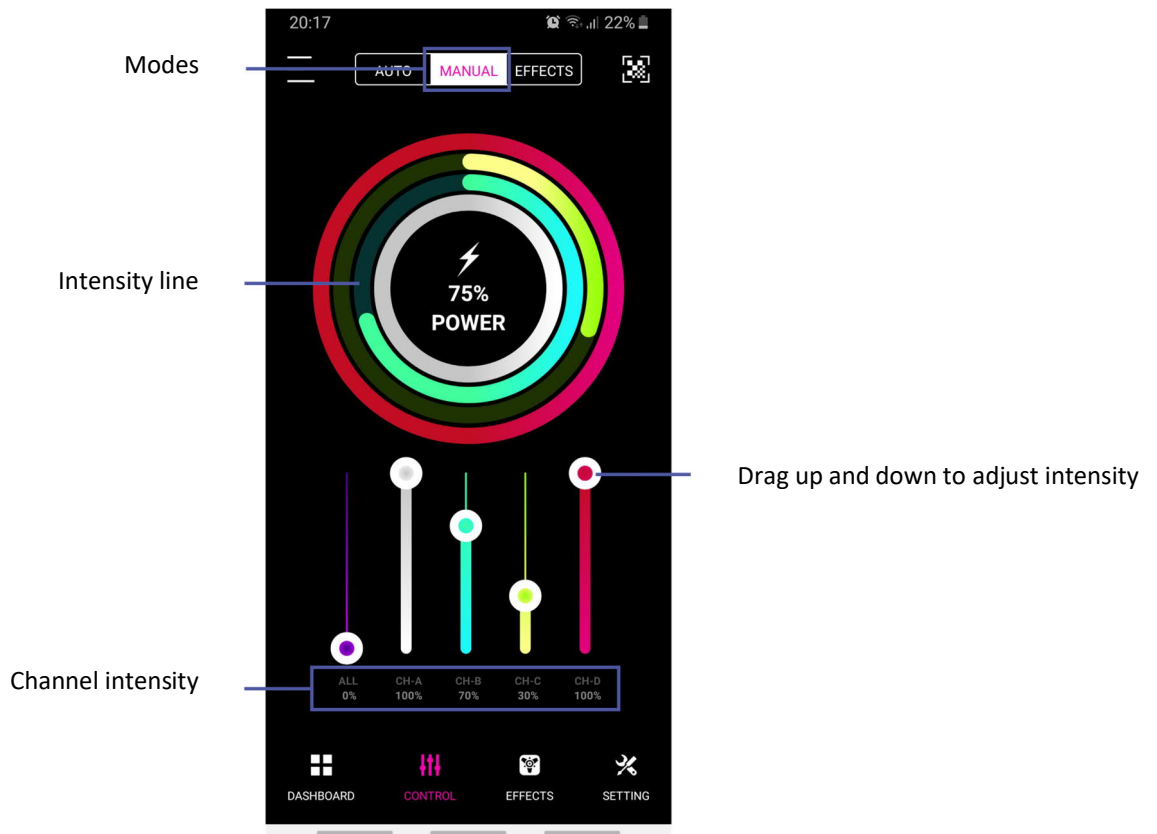 20:17 22%
Modes
AUTO MANUAL EFFECTS
Intensity line
75%
POWER
Drag up and down to adjust intensity
Channel intensity
ALL CH-A CH-B CH-C CH-D
0% 100% 70% 30% 100%
DASHBOARD CONTROL EFFECTS SETTING